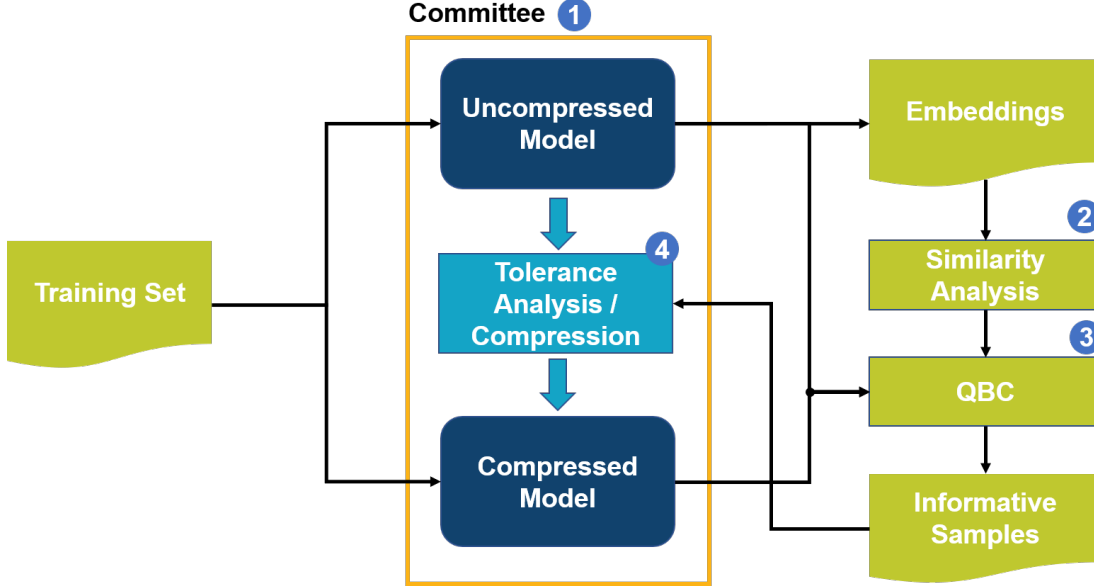 Committee 1
Uncompressed
Model
Embeddings
2
Similarity
Analysis
4
Tolerance
Analysis /
Compression
Training Set
3
QBC
Compressed
Model
Informative
Samples